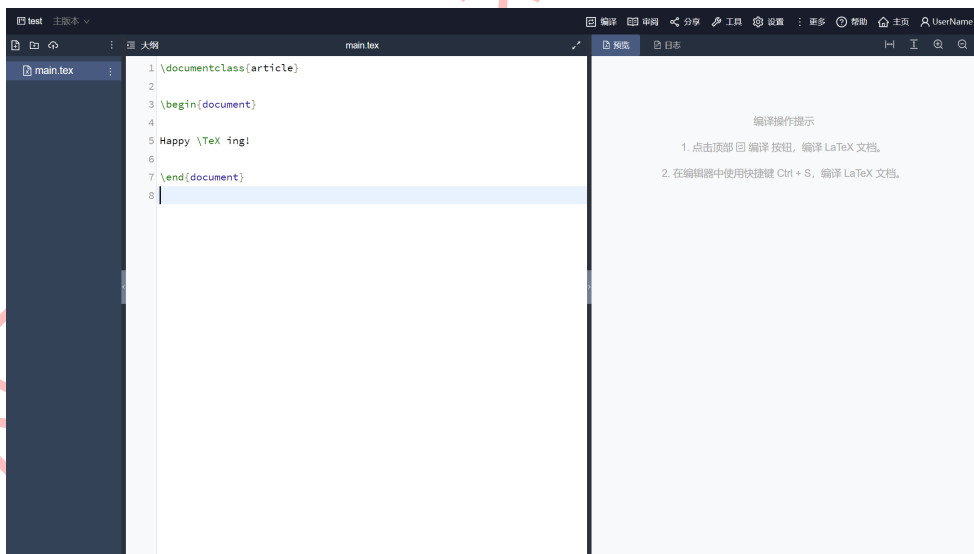 test 主版本 编译 审阅 分享 工具 设置 更多 帮助 主页 UserName
大纲 main.tex 预览 日志
main.tex
1 \documentclass{article}
2
3 \begin{document}
4
5 Happy \TeX ing!
6
7 \end{document}
8
编译操作提示
1. 点击顶部 回 编译 按钮，编译 LaTeX 文档。
2. 在编辑器中使用快捷键 Ctrl + S，编译 LaTeX 文档。